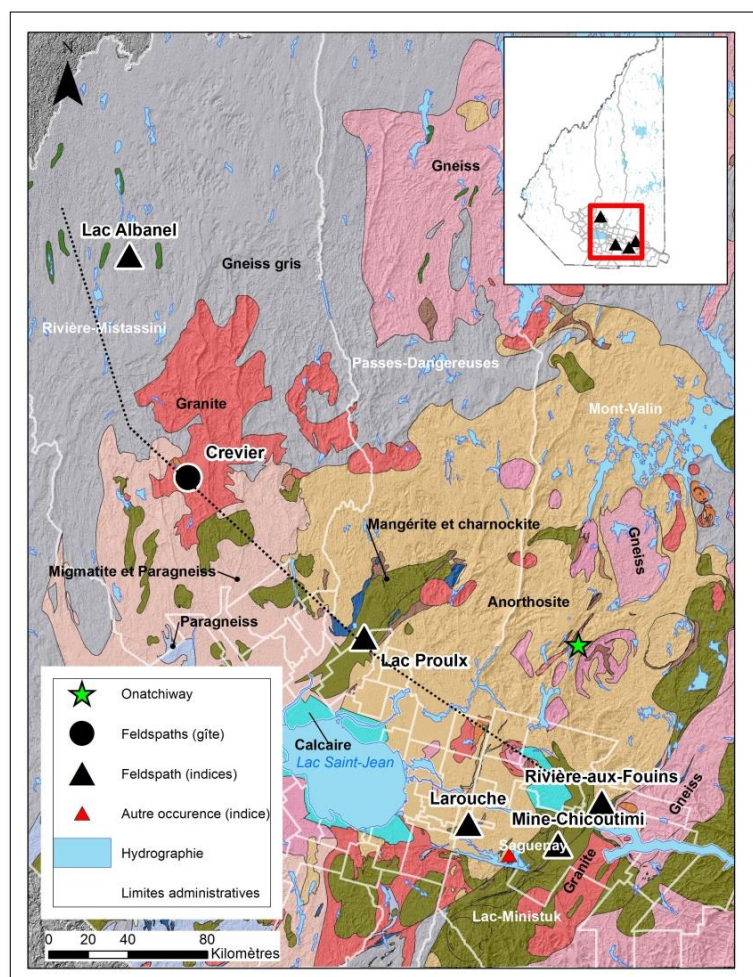 N
Gneiss
Lac Albanel
Gneiss gris
Rivière-Mistassini
Passes-Dangereuses
Granite
Mont-Valin
Crevier
Mangérite et charnockite
Gneiss
Migmatite et Paragneiss
Anorthosite
Paragneiss
Lac Proulx
Onatchiway
Feldspaths (gîte)
Feldspath (indices)
Autre occurence (indice)
Hydrographie
Limites administratives
0 20 40 80
Kilomètres
Calcaire
Lac Saint-Jean
Rivière-aux-Fouins
Larouche
Mine-Chicoutimi
Saguenay
Gneiss
Granite
Lac-Ministuk